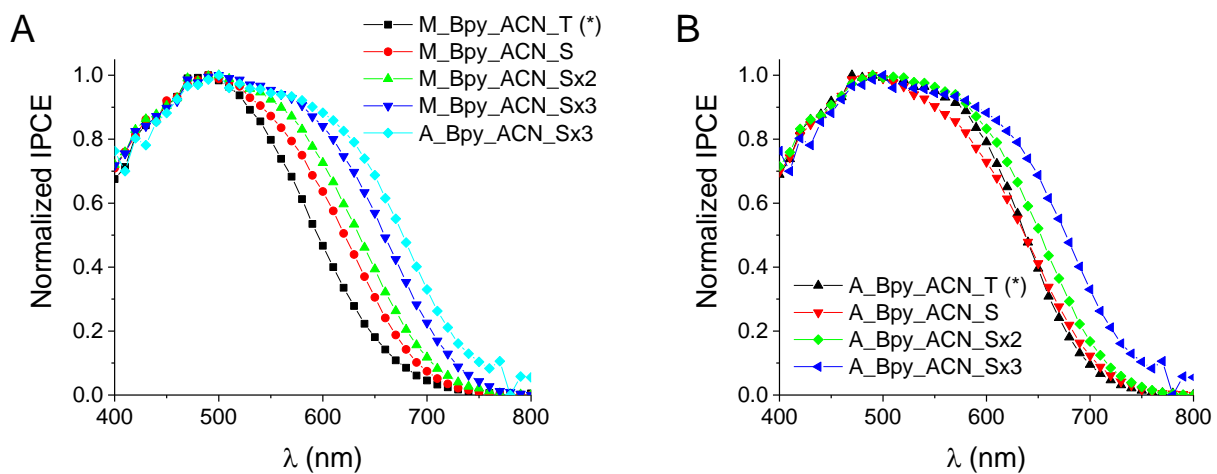 A
M_Bpy_ACN_T (*)
M_Bpy_ACN_S
M_Bpy_ACN_Sx2
M_Bpy_ACN_Sx3
A_Bpy_ACN_Sx3
Normalized IPCE
1.0
0.8
0.6
0.4
0.2
0.0
400 500 600 700 800
λ (nm)
B
Normalized IPCE
1.0
0.8
0.6
0.4
0.2
0.0
A_Bpy_ACN_T (*)
A_Bpy_ACN_S
A_Bpy_ACN_Sx2
A_Bpy_ACN_Sx3
400 500 600 700 800
λ (nm)